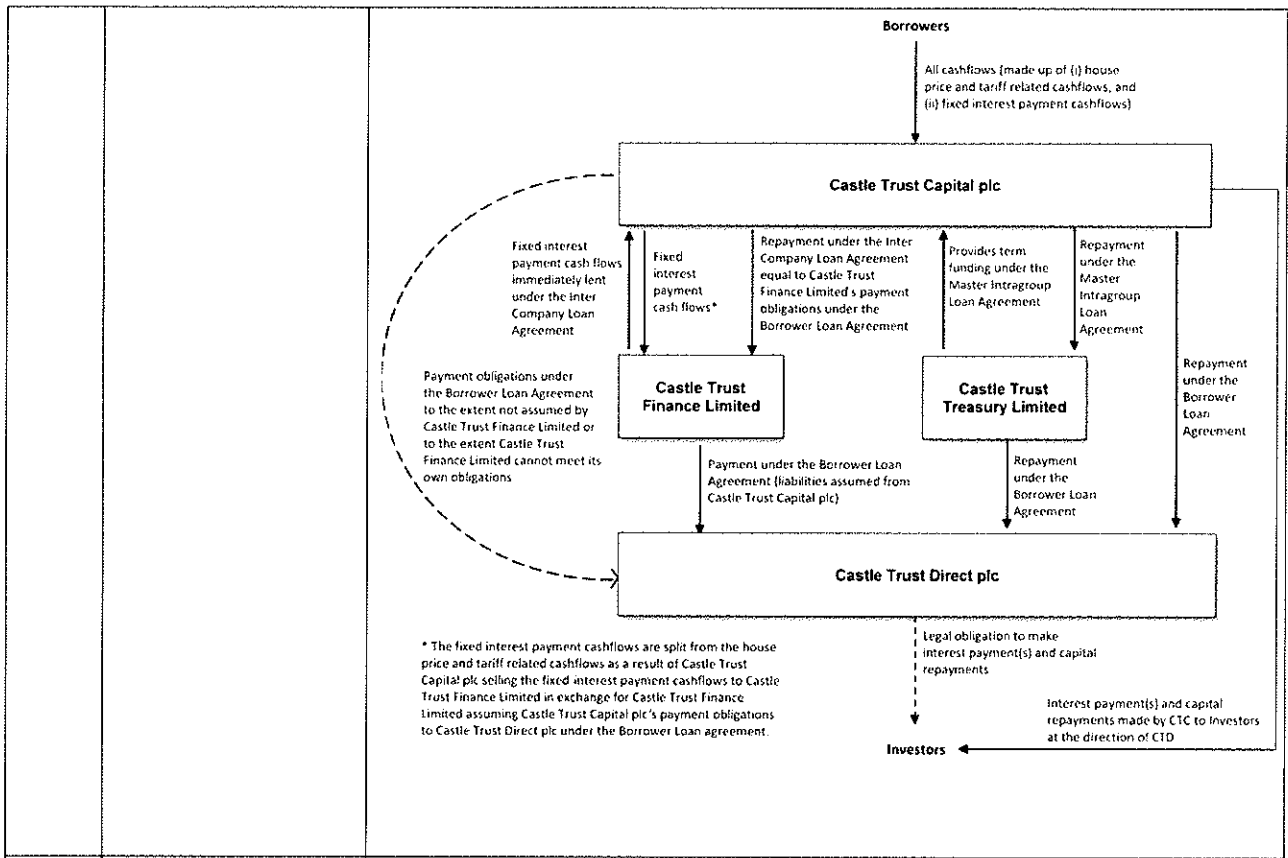 Borrowers
All cashflows (made up of (i) house
price and tariff related cashflows, and
(ii) fixed interest payment cashflows)
Castle Trust Capital plc
Fixed interest
payment cash flows
immediately lent
under the Inter
Company Loan
Agreement
Fixed
interest
payment
cash flows*
Repayment under the Inter
Company Loan Agreement
equal to Castle Trust
Finance Limited's payment
obligations under the
Borrower Loan Agreement
Provides term
funding under the
Master Intragroup
Loan Agreement
Repayment
under the
Master
Intragroup
Loan
Agreement
Repayment
under the
Borrower
Loan
Agreement
Castle Trust
Finance Limited
Castle Trust
Treasury Limited
Payment obligations under
the Borrower Loan Agreement
to the extent not assumed by
Castle Trust Finance Limited or
to the extent Castle Trust
Finance Limited cannot meet its
own obligations
Payment under the Borrower Loan
Agreement (liabilities assumed from
Castle Trust Capital plc)
Repayment
under the
Borrower Loan
Agreement
Castle Trust Direct plc
* The fixed interest payment cashflows are split from the house
price and tariff related cashflows as a result of Castle Trust
Capital plc selling the fixed interest payment cashflows to Castle
Trust Finance Limited in exchange for Castle Trust Finance
Limited assuming Castle Trust Capital plc's payment obligations
to Castle Trust Direct plc under the Borrower Loan agreement.
Legal obligation to make
interest payment(s) and capital
repayments
Interest payment(s) and capital
repayments made by CTC to Investors
at the direction of CTD
Investors